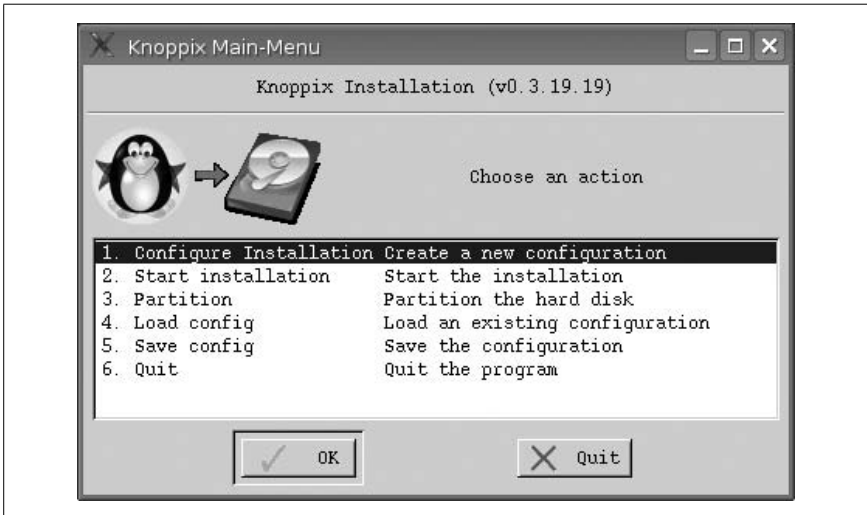 Knoppix Main-Menu
Knoppix Installation (v0.3.19.19)
Choose an action
1. Configure Installation Create a new configuration
2. Start installation Start the installation
3. Partition Partition the hard disk
4. Load config Load an existing configuration
5. Save config Save the configuration
6. Quit Quit the program
OK
Quit